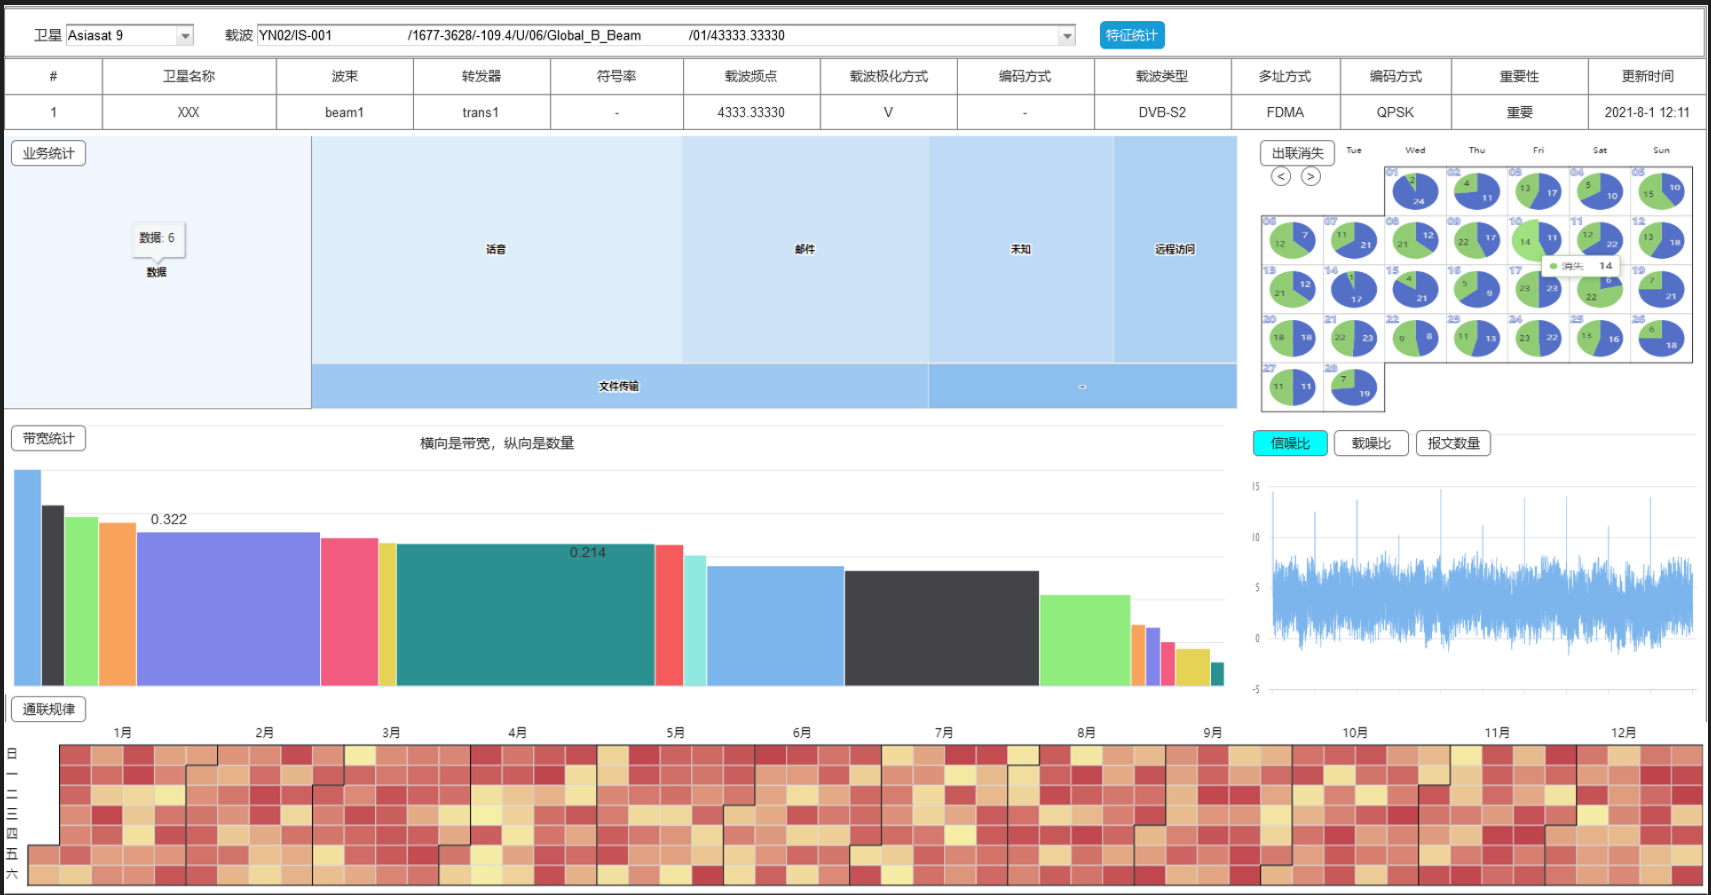 卫星 Asiasat 9 载波 YN02/IS-001 /1677-3628/-109.4/U/06/Global_B_Beam /01/43333.33330 特征统计
# 卫星名称 波束 转发器 符号率 载波频点 载波极化方式 编码方式 载波类型 多址方式 编码方式 重要性 更新时间
1 XXX beam1 trans1 - 4333.33330 V - DVB-S2 FDMA QPSK 重要 2021-8-1 12:11
业务统计
数据: 6
数据
话音
邮件
未知
远程访问
文件传输
-
出联消失 Tue Wed Thu Fri Sat Sun
< >
01 2 24 02 4 11 03 13 17 04 5 10 05 15 10
06 12 7 07 11 21 08 21 12 09 22 17 10 14 11 11 12 22 12 13 18
消失 14
13 21 12 14 1 17 15 4 21 16 5 9 17 23 23 22 6 19 7 21
20 18 18 21 22 23 22 9 8 23 11 13 24 23 22 25 13 16 26 6 18
27 11 11 28 7 19
带宽统计
横向是带宽，纵向是数量
0.322
0.214
信噪比 载噪比 报文数量
15
10
5
0
-5
通联规律
1月 2月 3月 4月 5月 6月 7月 8月 9月 10月 11月 12月
日
一
二
三
四
五
六